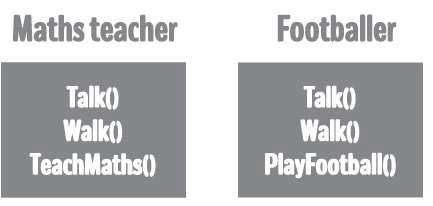 Maths teacher
Talk()
Walk()
TeachMaths()
Footballer
Talk()
Walk()
PlayFootball()